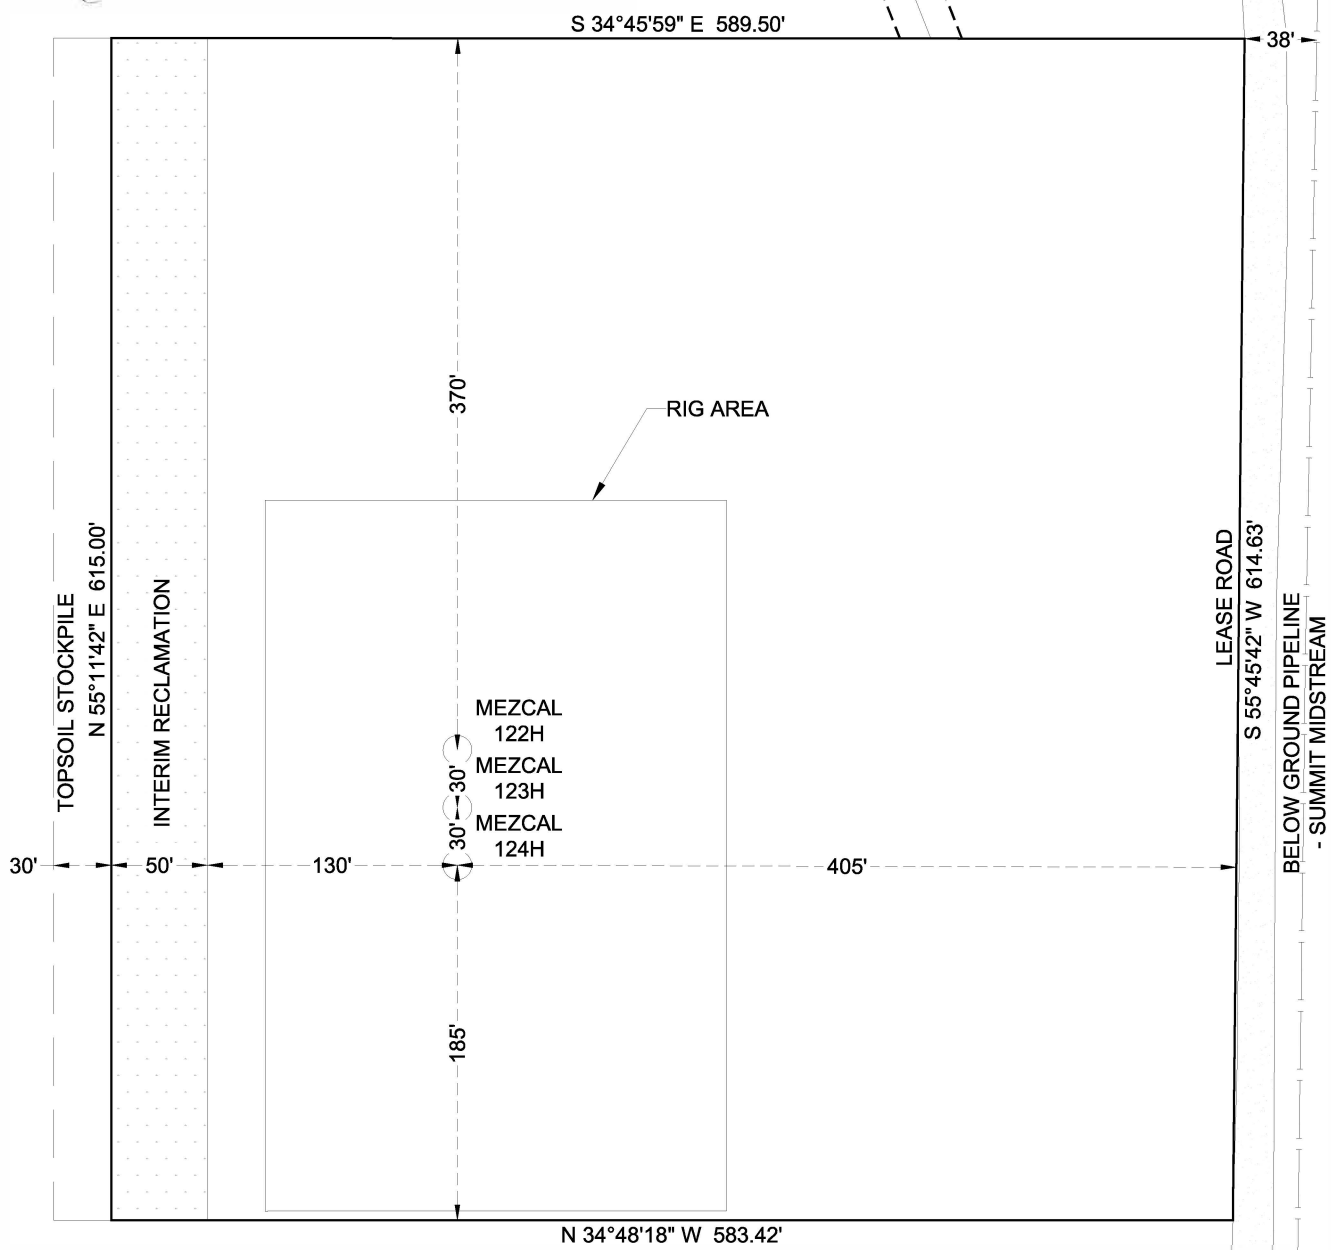 S 34°45'59" E 589.50'
38'
370'
RIG AREA
TOPSOIL STOCKPILE
N 55°11'42" E 615.00'
INTERIM RECLAMATION
LEASE ROAD
S 55°45'42" W 614.63'
BELOW GROUND PIPELINE
- SUMMIT MIDSTREAM
MEZCAL
122H
30'
MEZCAL
123H
30'
MEZCAL
124H
30'
50'
130'
405'
185'
N 34°48'18" W 583.42'